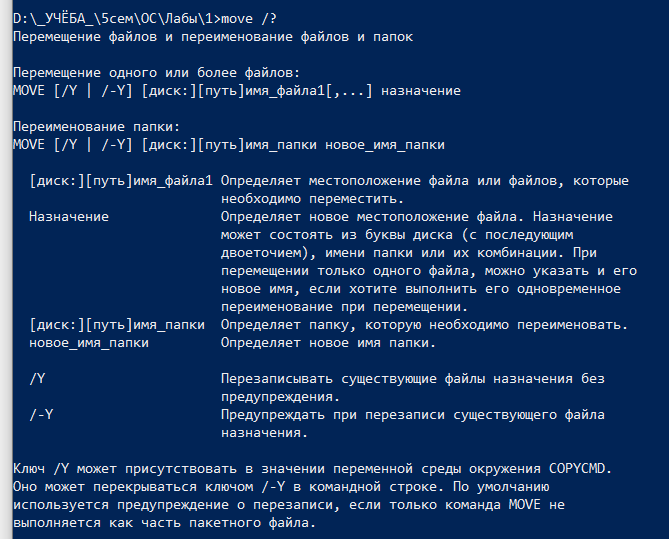 D:\_УЧЁБА_\5сем\ОС\Лабы\1>move /?
Перемещение файлов и переименование файлов и папок
Перемещение одного или более файлов:
MOVE [/Y | /-Y] [диск:][путь]имя_файла1[,...] назначение
Переименование папки:
MOVE [/Y | /-Y] [диск:][путь]имя_папки новое_имя_папки
[диск:][путь]имя_файла1 Определяет местоположение файла или файлов, которые
необходимо переместить.
Назначение Определяет новое местоположение файла. Назначение
может состоять из буквы диска (с последующим
двоеточием), имени папки или их комбинации. При
перемещении только одного файла, можно указать и его
новое имя, если хотите выполнить его одновременное
переименование при перемещении.
[диск:][путь]имя_папки Определяет папку, которую необходимо переименовать.
новое_имя_папки Определяет новое имя папки.
/Y Перезаписывать существующие файлы назначения без
предупреждения.
/-Y Предупреждать при перезаписи существующего файла
назначения.
Ключ /Y может присутствовать в значении переменной среды окружения COPYCMD.
Оно может перекрываться ключом /-Y в командной строке. По умолчанию
используется предупреждение о перезаписи, если только команда MOVE не
выполняется как часть пакетного файла.